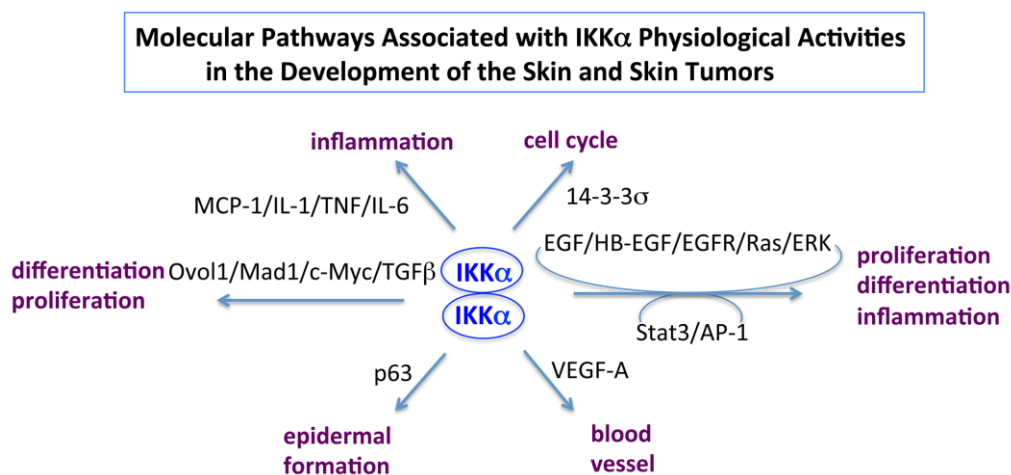 Molecular Pathways Associated with IKKα Physiological Activities
in the Development of the Skin and Skin Tumors
inflammation
cell cycle
MCP-1/IL-1/TNF/IL-6
14-3-3σ
EGF/HB-EGF/EGFR/Ras/ERK
differentiation
proliferation
Ovol1/Mad1/c-Myc/TGFβ
IKKα
IKKα
proliferation
differentiation
inflammation
Stat3/AP-1
p63
VEGF-A
epidermal
formation
blood
vessel